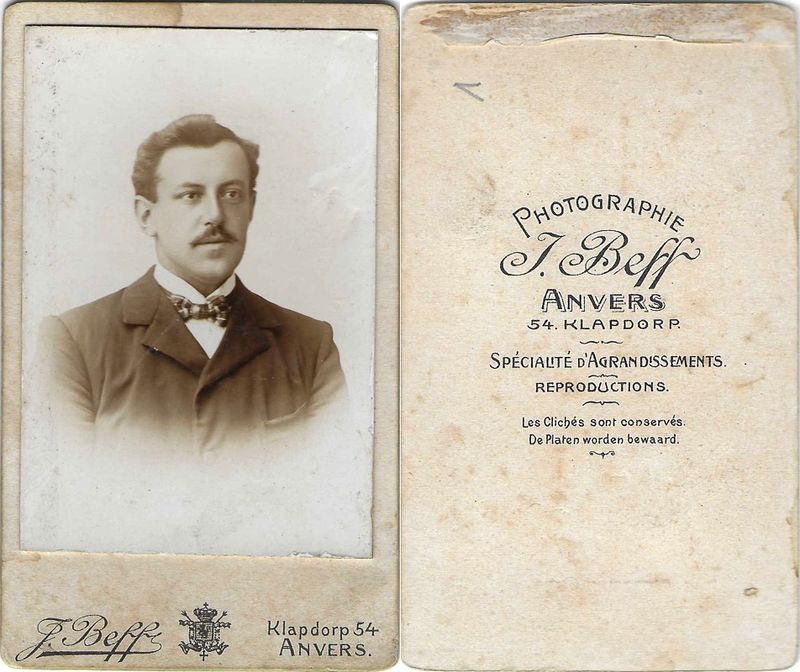 J. Beff
Klapdorp 54
ANVERS.
PHOTOGRAPHIE
J. Beff
ANVERS
54. KLAPDORP.
SPÉCIALITÉ D'AGRANDISSEMENTS.
REPRODUCTIONS.
Les Clichés sont conservés.
De Platen worden bewaard.